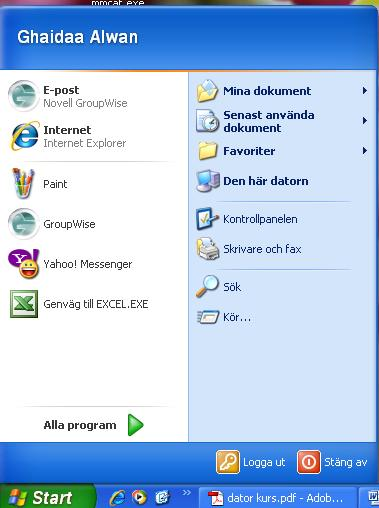 mmcat.exe
Ghaidaa Alwan
E-post
Novell GroupWise
Internet
Internet Explorer
Paint
GroupWise
Yahoo! Messenger
Genväg till EXCEL.EXE
Alla program
Mina dokument
Senast använda
dokument
Favoriter
Den här datorn
Kontrollpanelen
Skrivare och fax
Sök
Kör...
Logga ut
Stäng av
Start
dator kurs.pdf - Adob...